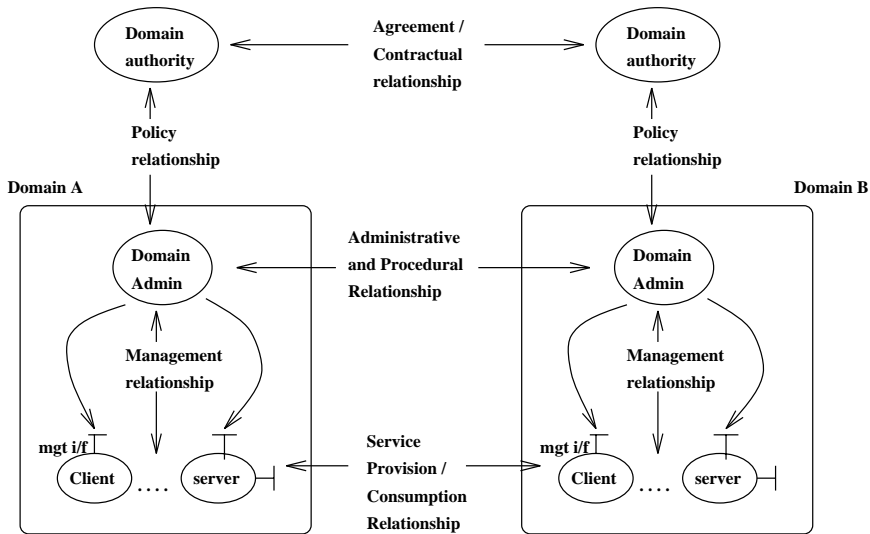 Domain
authority
Agreement /
Contractual
relationship
Domain
authority
Policy
relationship
Policy
relationship
Domain A
Domain B
Domain
Admin
Administrative
and Procedural
Relationship
Domain
Admin
Management
relationship
Management
relationship
mgt i/f
Client
....
server
Service
Provision /
Consumption
Relationship
mgt i/f
Client
....
server